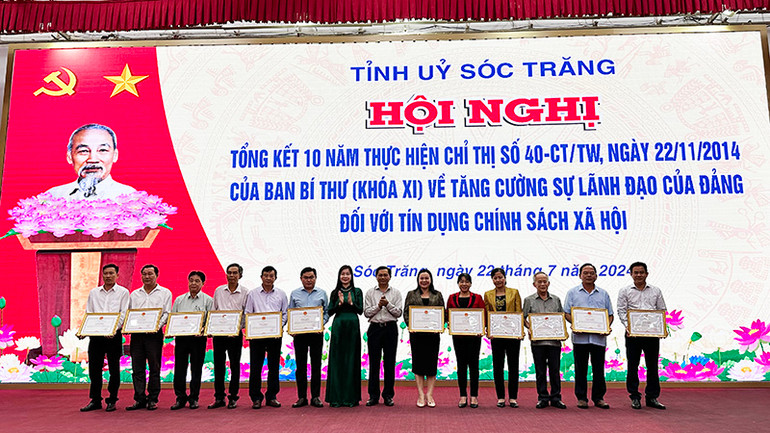 TỈNH UỶ SÓC TRĂNG
HỘI NGHỊ
TỔNG KẾT 10 NĂM THỰC HIỆN CHỈ THỊ SỐ 40-CT/TW, NGÀY 22/11/2014
CỦA BAN BÍ THƯ (KHÓA XI) VỀ TĂNG CƯỜNG SỰ LÃNH ĐẠO CỦA ĐẢNG
ĐỐI VỚI TÍN DỤNG CHÍNH SÁCH XÃ HỘI
Sóc Trăng, ngày 22 tháng 7 năm 2024